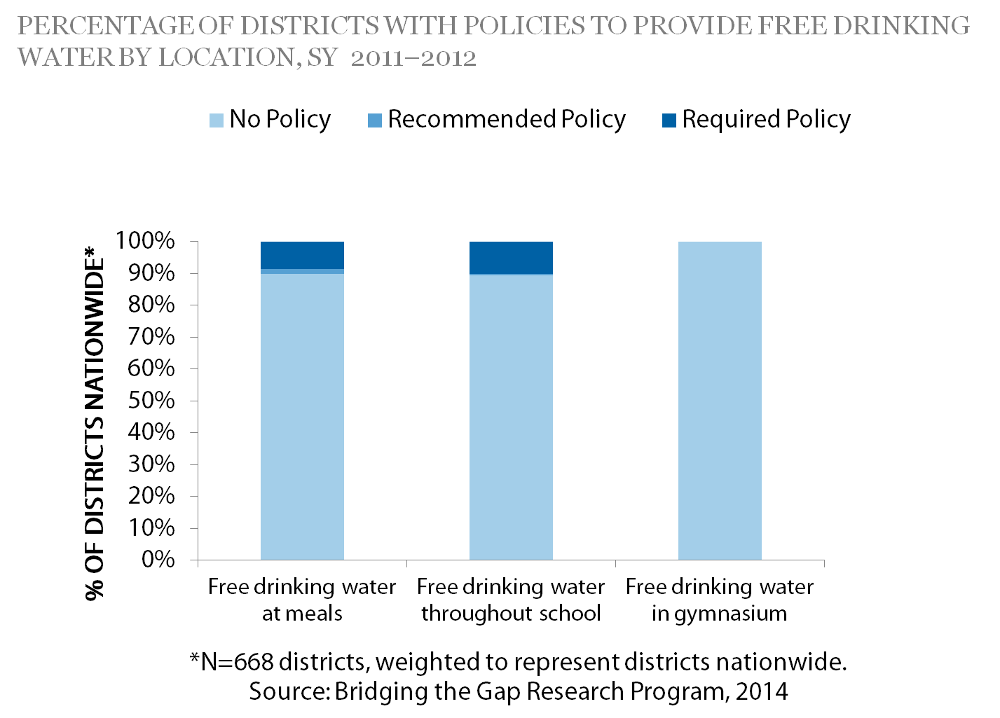 PERCENTAGE OF DISTRICTS WITH POLICIES TO PROVIDE FREE DRINKING
WATER BY LOCATION, SY 2011–2012
No Policy
Recommended Policy
Required Policy
% OF DISTRICTS NATIONWIDE*
100%
90%
80%
70%
60%
50%
40%
30%
20%
10%
0%
Free drinking water
at meals
Free drinking water
throughout school
Free drinking water
in gymnasium
*N=668 districts, weighted to represent districts nationwide.
Source: Bridging the Gap Research Program, 2014